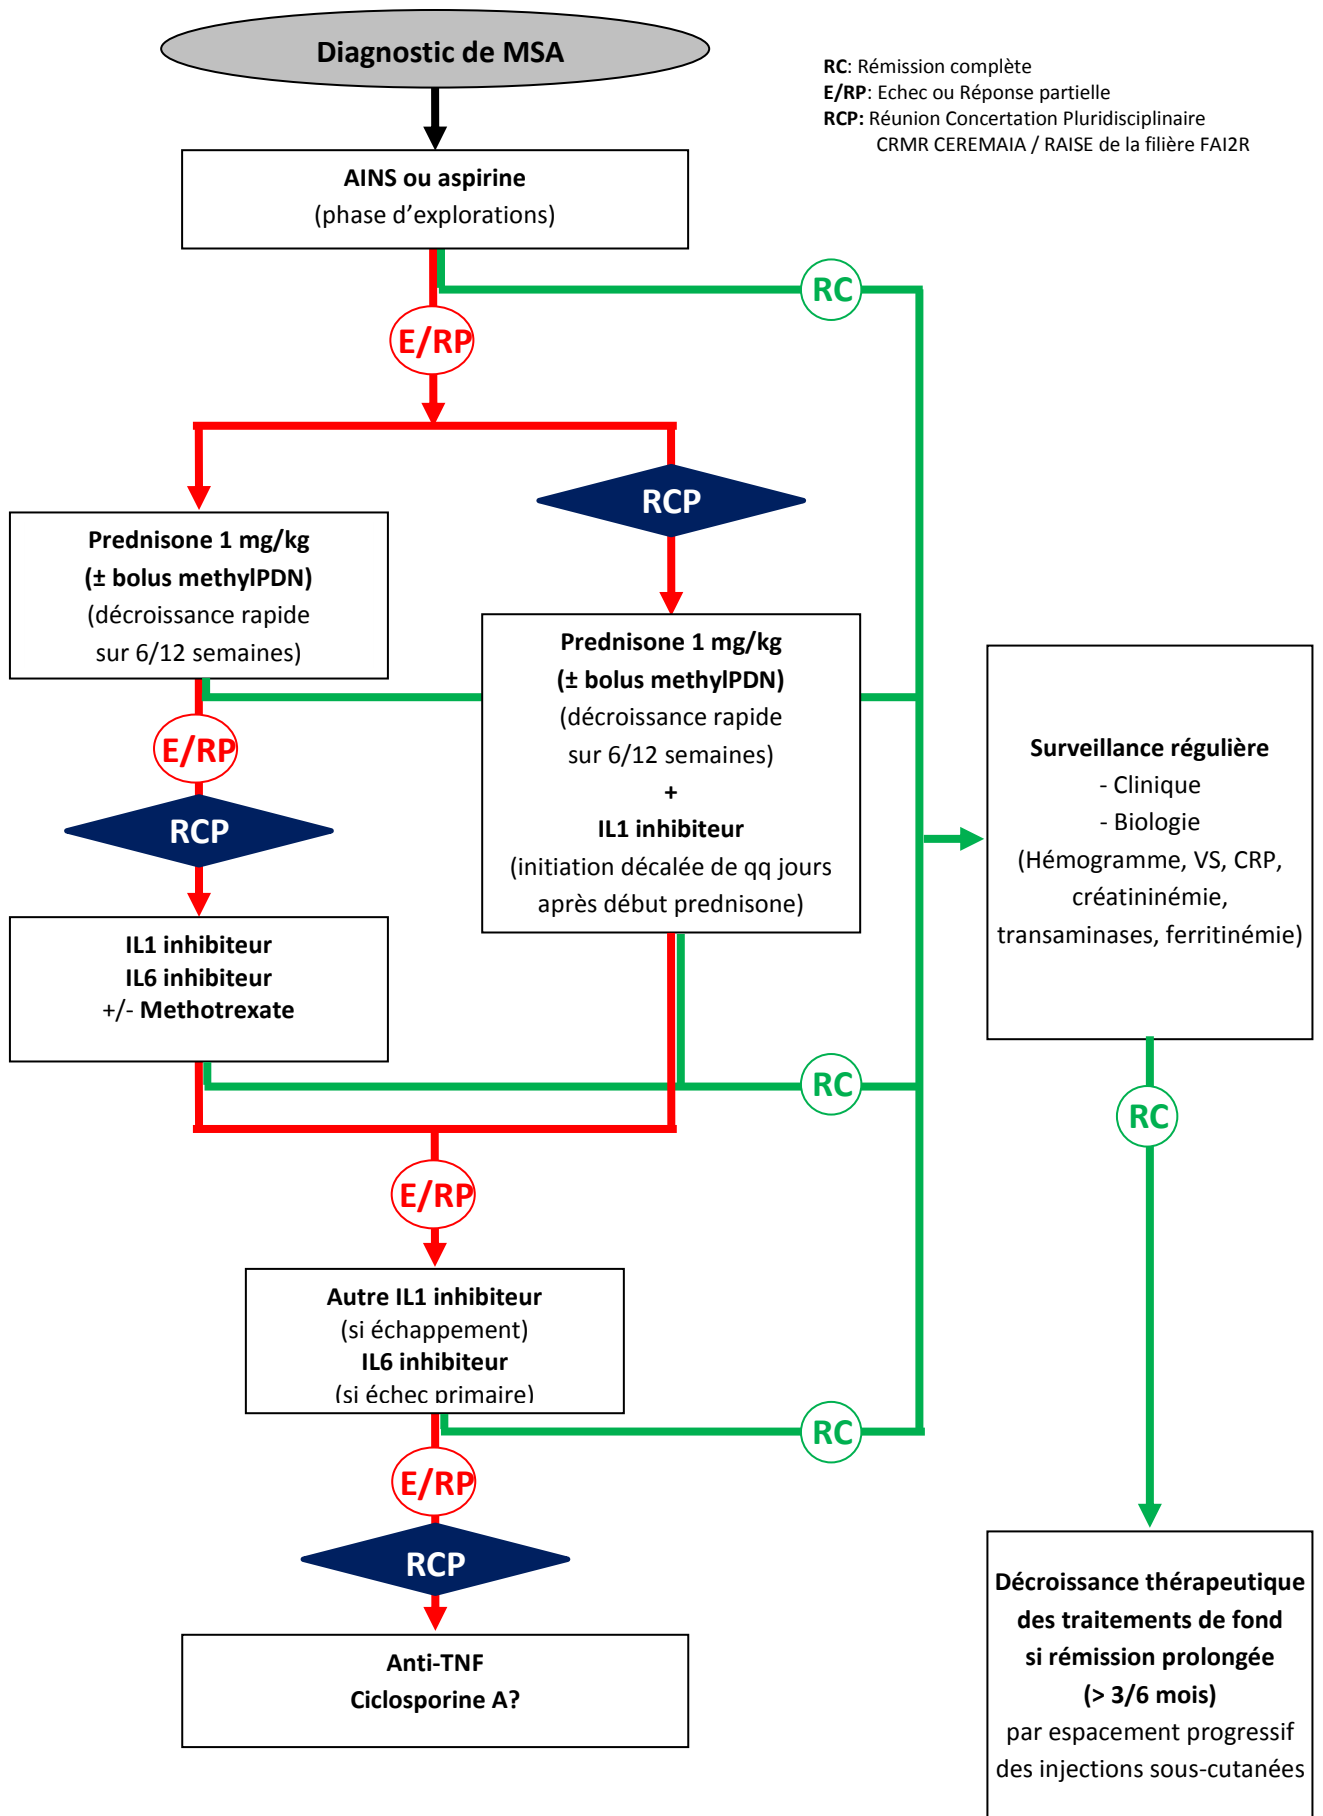 Diagnostic de MSA
RC: Rémission complète
E/RP: Echec ou Réponse partielle
RCP: Réunion Concertation Pluridisciplinaire
CRMR CEREMAIA / RAISE de la filière FAI2R
AINS ou aspirine
(phase d’explorations)
RC
E/RP
RCP
Prednisone 1 mg/kg
(± bolus methylPDN)
(décroissance rapide
sur 6/12 semaines)
Prednisone 1 mg/kg
(± bolus methylPDN)
(décroissance rapide
sur 6/12 semaines)
+
IL1 inhibiteur
(initiation décalée de qq jours
après début prednisone)
E/RP
RCP
IL1 inhibiteur
IL6 inhibiteur
+/- Methotrexate
Surveillance régulière
- Clinique
- Biologie
(Hémogramme, VS, CRP,
créatininémie,
transaminases, ferritinémie)
RC
RC
E/RP
Autre IL1 inhibiteur
(si échappement)
IL6 inhibiteur
(si échec primaire)
RC
E/RP
RCP
Anti-TNF
Ciclosporine A?
Décroissance thérapeutique
des traitements de fond
si rémission prolongée
(> 3/6 mois)
par espacement progressif
des injections sous-cutanées